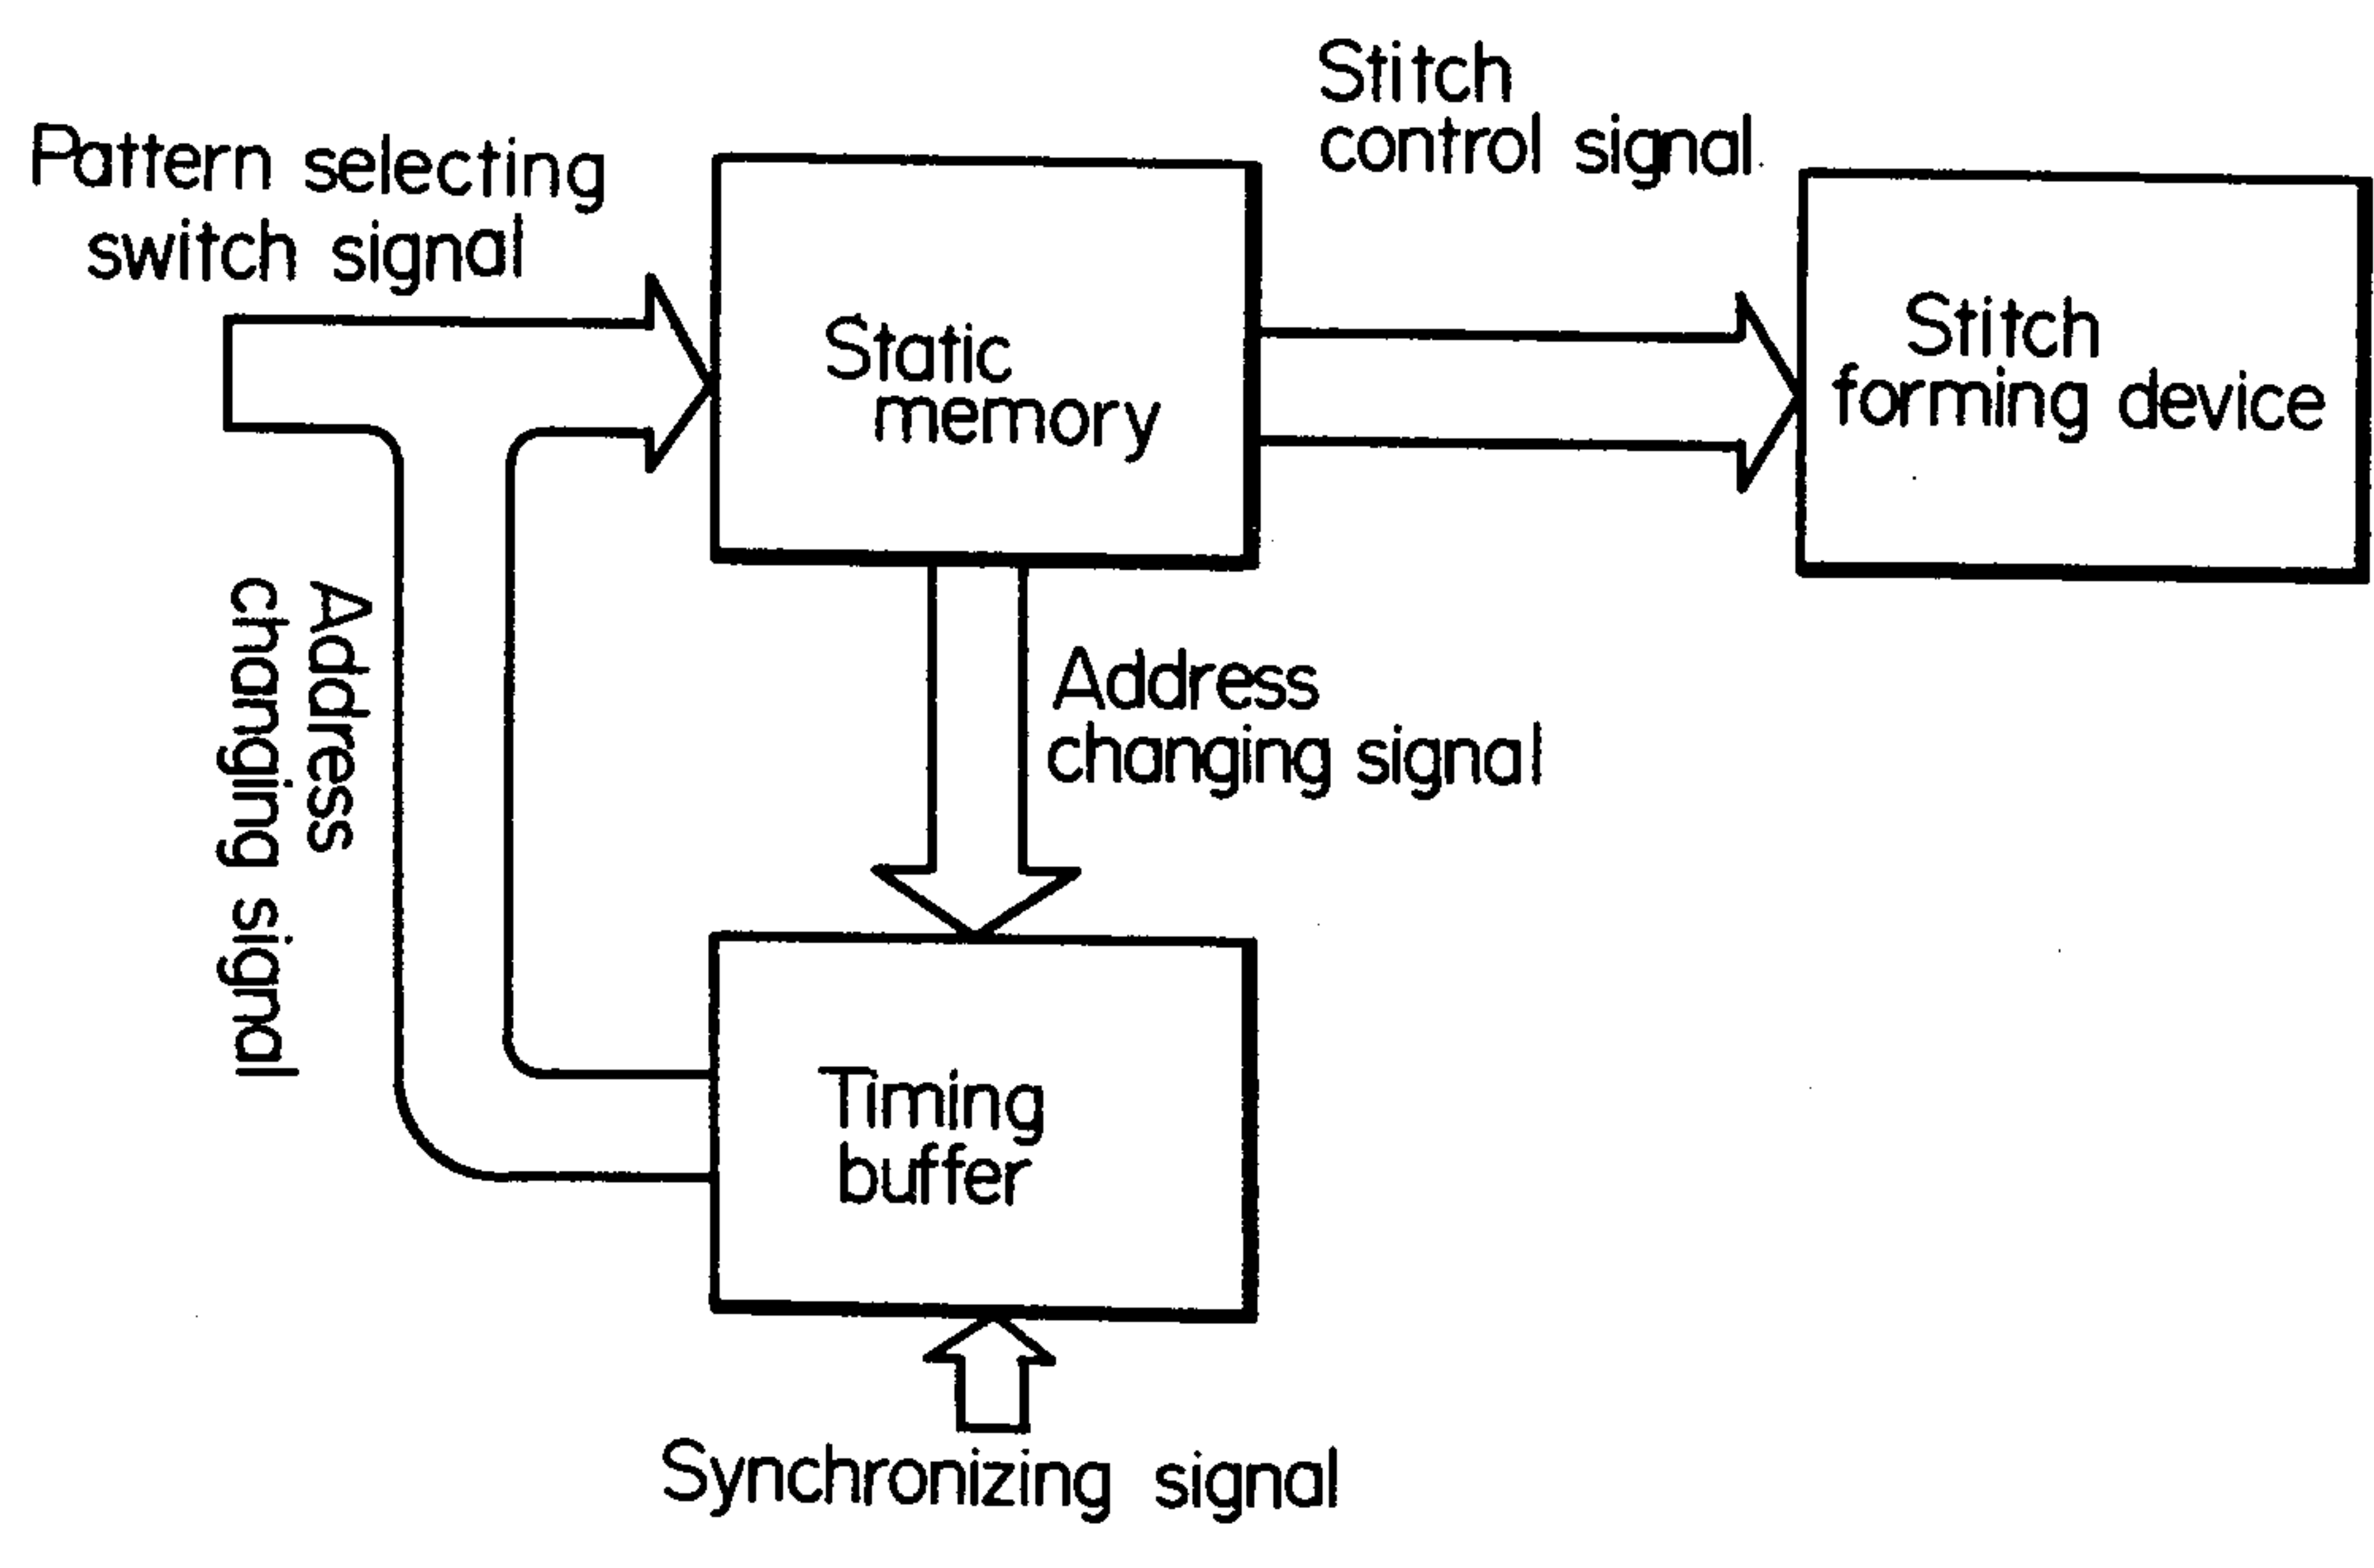 Pattern selecting
switch signal
Stitch
control signal
Static
memory
Stitch
forming device
Address
changing signal
Address
changing signal
Timing
buffer
Synchronizing signal